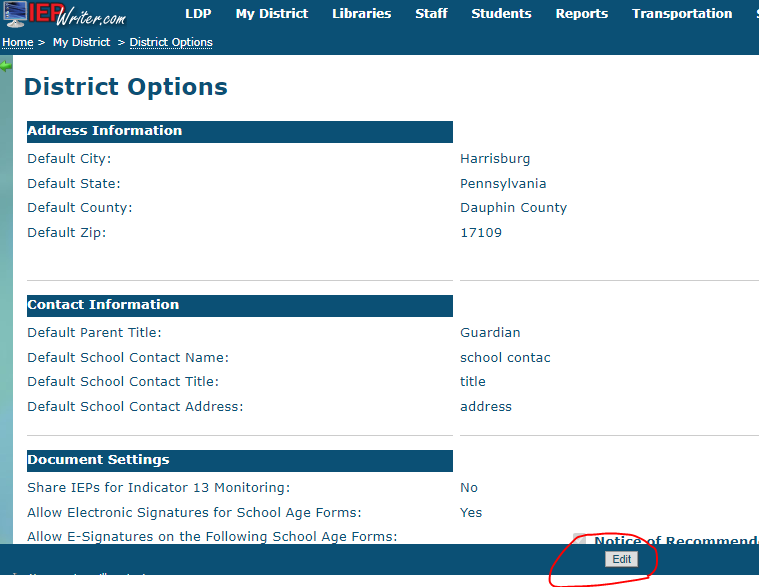 IEPWriter.com LDP My District Libraries Staff Students Reports Transportation
Home > My District > District Options
District Options
Address Information
Default City: Harrisburg
Default State: Pennsylvania
Default County: Dauphin County
Default Zip: 17109
Contact Information
Default Parent Title: Guardian
Default School Contact Name: school contac
Default School Contact Title: title
Default School Contact Address: address
Document Settings
Share IEPs for Indicator 13 Monitoring: No
Allow Electronic Signatures for School Age Forms: Yes
Allow E-Signatures on the Following School Age Forms: Notice of Recommend
Edit